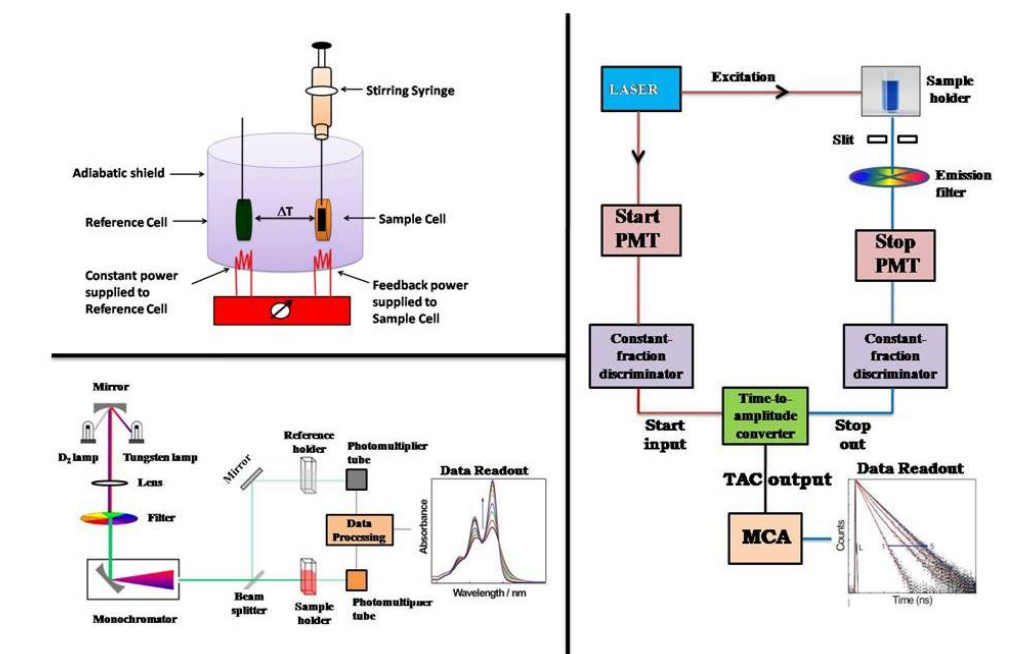 Stirring Syringe
Adiabatic shield
Reference Cell
ΔT
Sample Cell
Constant power
supplied to
Reference Cell
Feedback power
supplied to
Sample Cell
Mirror
D2 lamp
Tungsten lamp
Lens
Filter
Monochromator
Mirror
Beam
splitter
Reference
holder
Photomultiplier
tube
Data
Processing
Sample
holder
Photomultiplier
tube
Data Readout
Absorbance
Wavelength / nm
LASER
Excitation
Sample
holder
Slit
Emission
filter
Start
PMT
Stop
PMT
Constant-
fraction
discriminator
Constant-
fraction
discriminator
Time-to-
amplitude
converter
Start
input
Stop
out
TAC output
MCA
Data Readout
Counts
L
1
5
Time (ns)